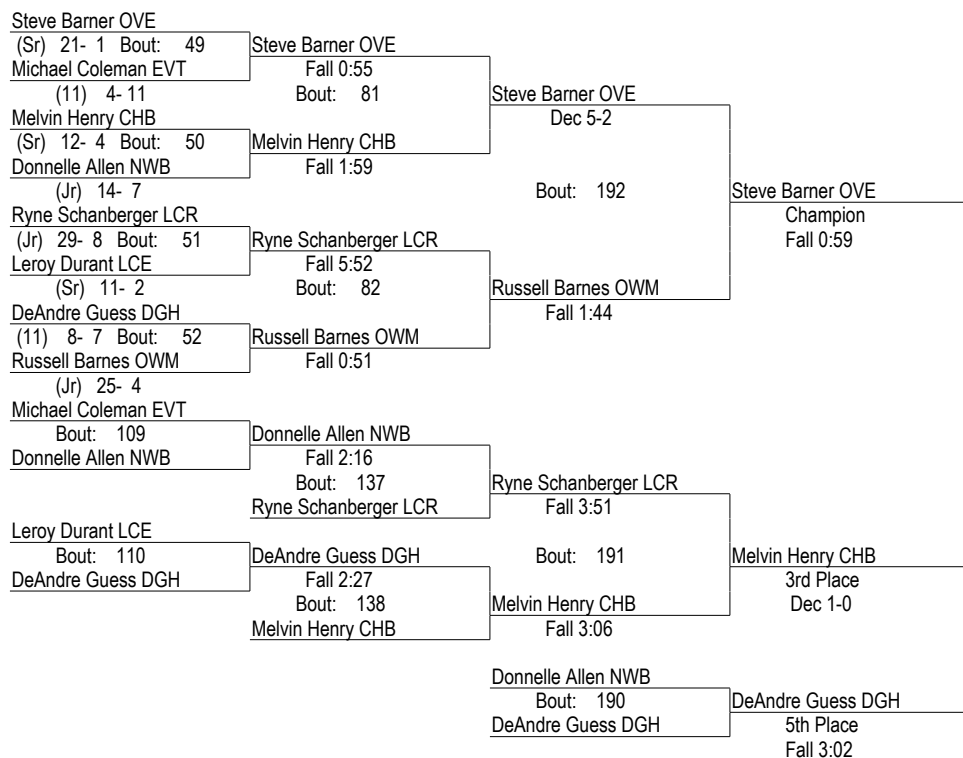 Steve Barner OVE
(Sr) 21- 1 Bout: 49 Steve Barner OVE
Michael Coleman EVT Fall 0:55
(11) 4- 11 Bout: 81 Steve Barner OVE
Melvin Henry CHB Dec 5-2
(Sr) 12- 4 Bout: 50 Melvin Henry CHB
Donnelle Allen NWB Fall 1:59
(Jr) 14- 7 Bout: 192 Steve Barner OVE
Ryne Schanberger LCR Champion
(Jr) 29- 8 Bout: 51 Ryne Schanberger LCR Fall 0:59
Leroy Durant LCE Fall 5:52
(Sr) 11- 2 Bout: 82 Russell Barnes OWM
DeAndre Guess DGH Fall 1:44
(11) 8- 7 Bout: 52 Russell Barnes OWM
Russell Barnes OWM Fall 0:51
(Jr) 25- 4
Michael Coleman EVT
Bout: 109 Donnelle Allen NWB
Donnelle Allen NWB Fall 2:16
Bout: 137 Ryne Schanberger LCR
Ryne Schanberger LCR Fall 3:51
Leroy Durant LCE
Bout: 110 DeAndre Guess DGH Bout: 191 Melvin Henry CHB
DeAndre Guess DGH Fall 2:27 3rd Place
Bout: 138 Melvin Henry CHB Dec 1-0
Melvin Henry CHB Fall 3:06
Donnelle Allen NWB
Bout: 190 DeAndre Guess DGH
DeAndre Guess DGH 5th Place
Fall 3:02